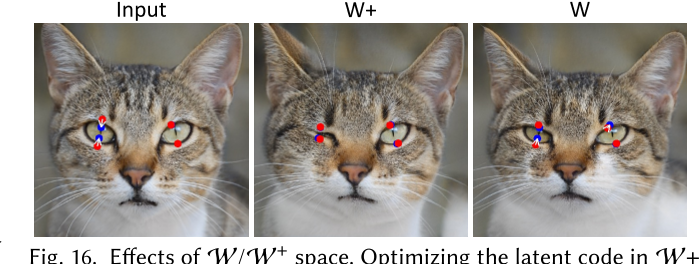 Input W+ W
Fig. 16. Effects of 𝒲/𝒲⁺ space. Optimizing the latent code in 𝒲+